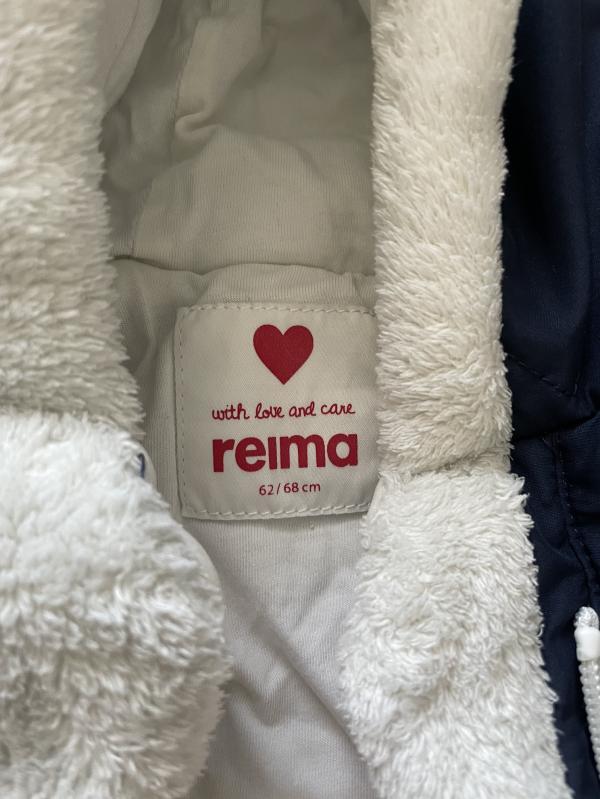 with love and care
reima
62/68 cm